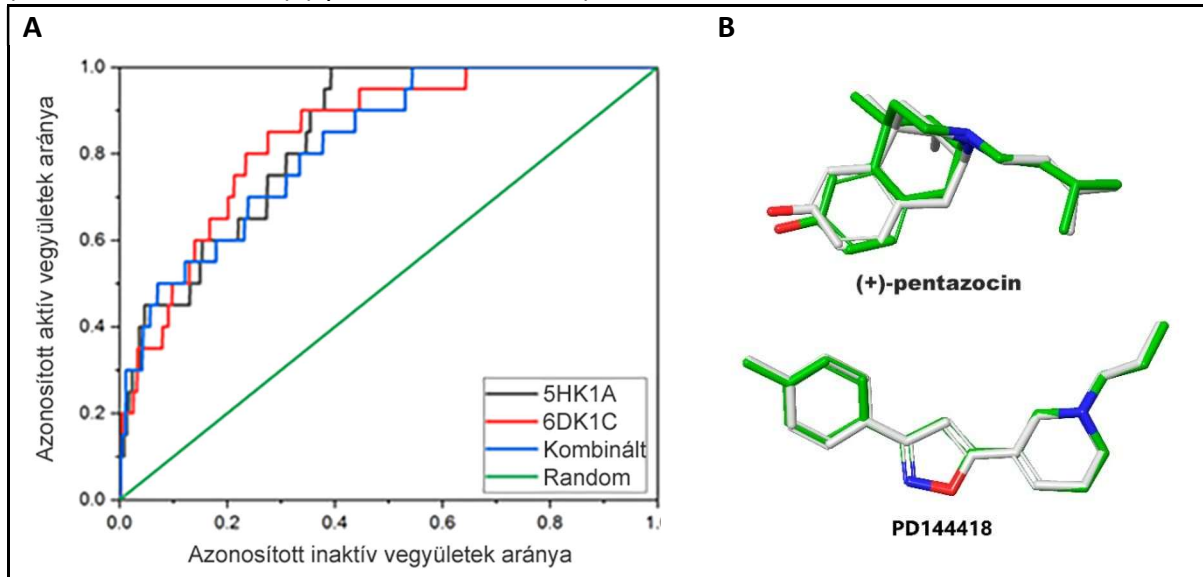 A
B
1.0
0.8
0.6
0.4
0.2
0.0
0.0
0.2
0.4
0.6
0.8
1.
Azonosított aktív vegyületek aránya
Azonosított inaktív vegyületek aránya
5HK1A
6DK1C
Kombinált
Random
(+)-pentazocin
PD144418